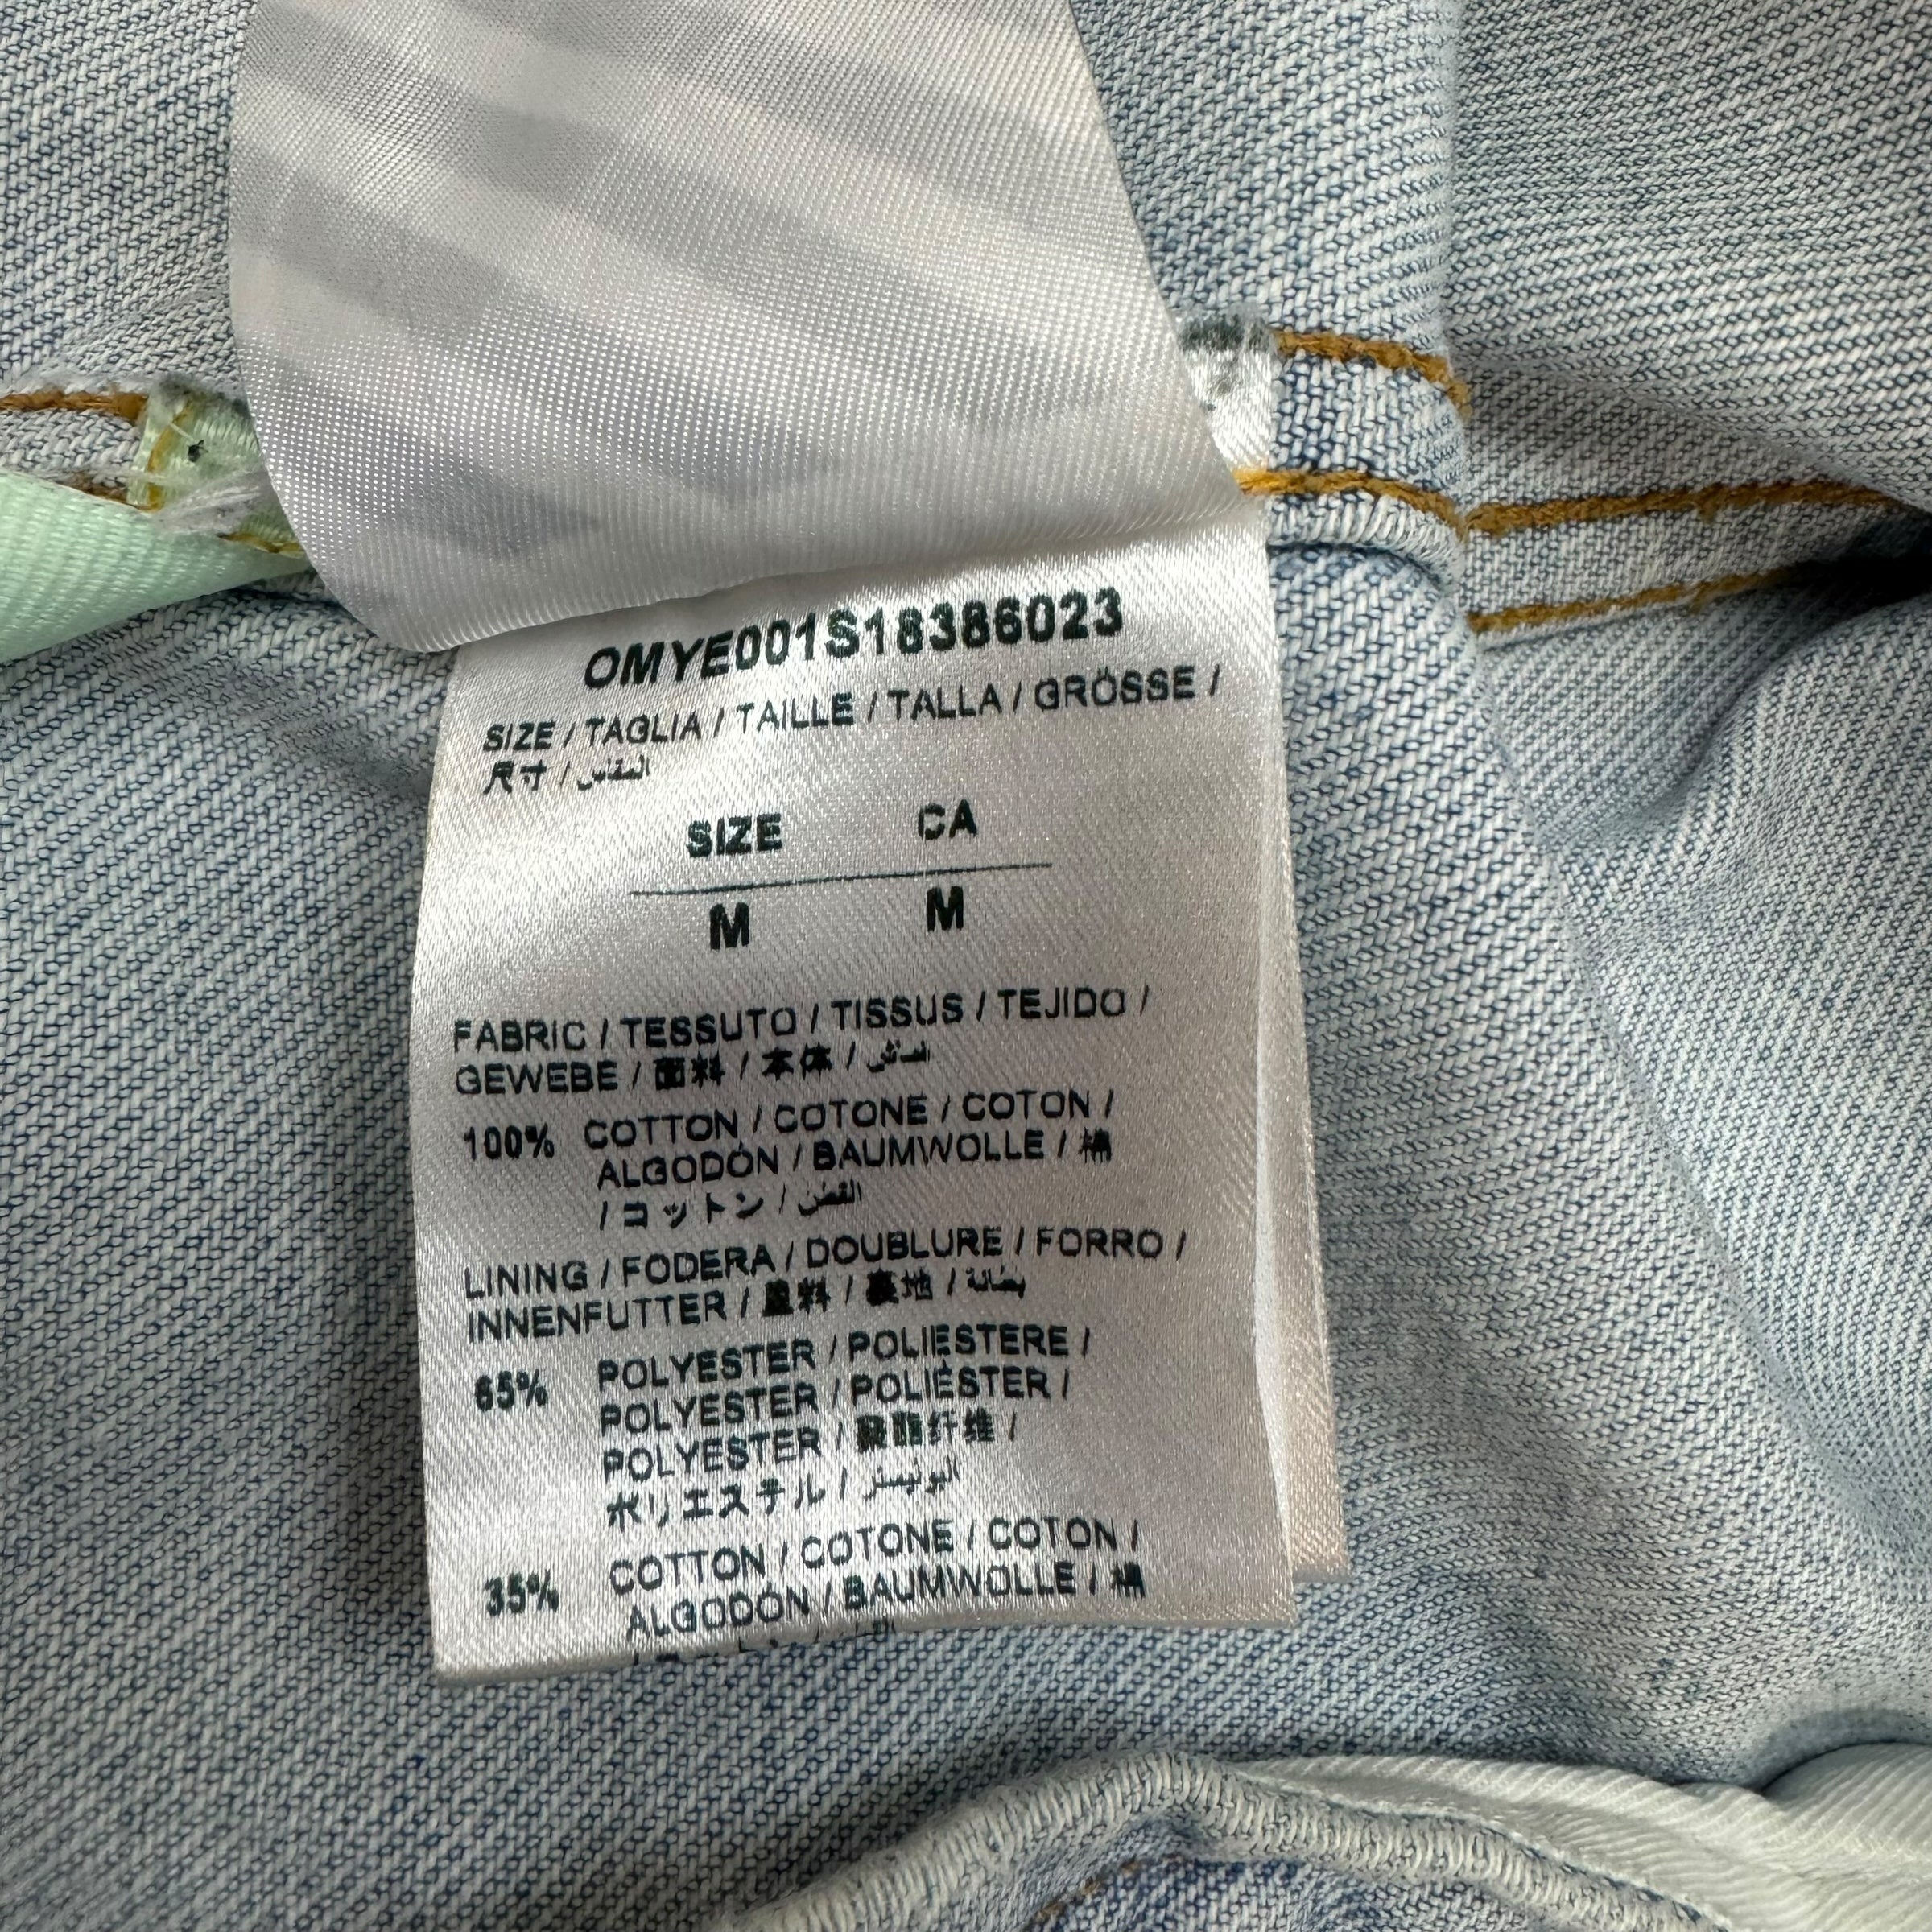 OMYE001S18386023
SIZE / TAGLIA / TAILLE / TALLA / GRÖSSE /
尺寸 / المقاس
SIZE CA
M M
FABRIC / TESSUTO / TISSUS / TEJIDO /
GEWEBE / 面料 / 本体 /
100% COTTON / COTONE / COTON /
ALGODÓN / BAUMWOLLE / 棉
/ コットン / القطن
LINING / FODERA / DOUBLURE / FORRO /
INNENFUTTER / 里料 / 裏地 / بطانة
65% POLYESTER / POLIESTERE /
POLYESTER / POLIÉSTER /
POLYESTER / 聚酯纤维 /
ポリエステル / البوليستر
35% COTTON / COTONE / COTON /
ALGODÓN / BAUMWOLLE / 棉